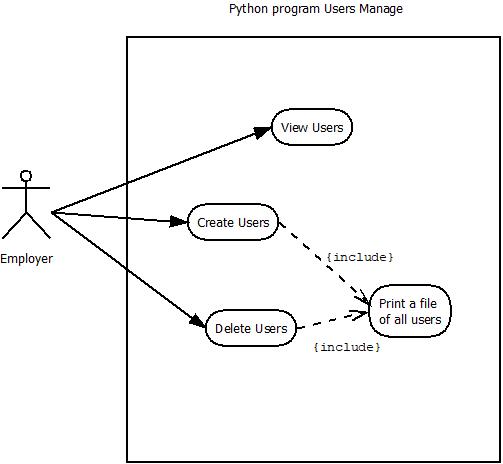 Python program Users Manage
View Users
Create Users
{include}
Employer
Print a file
of all users
Delete Users
{include}